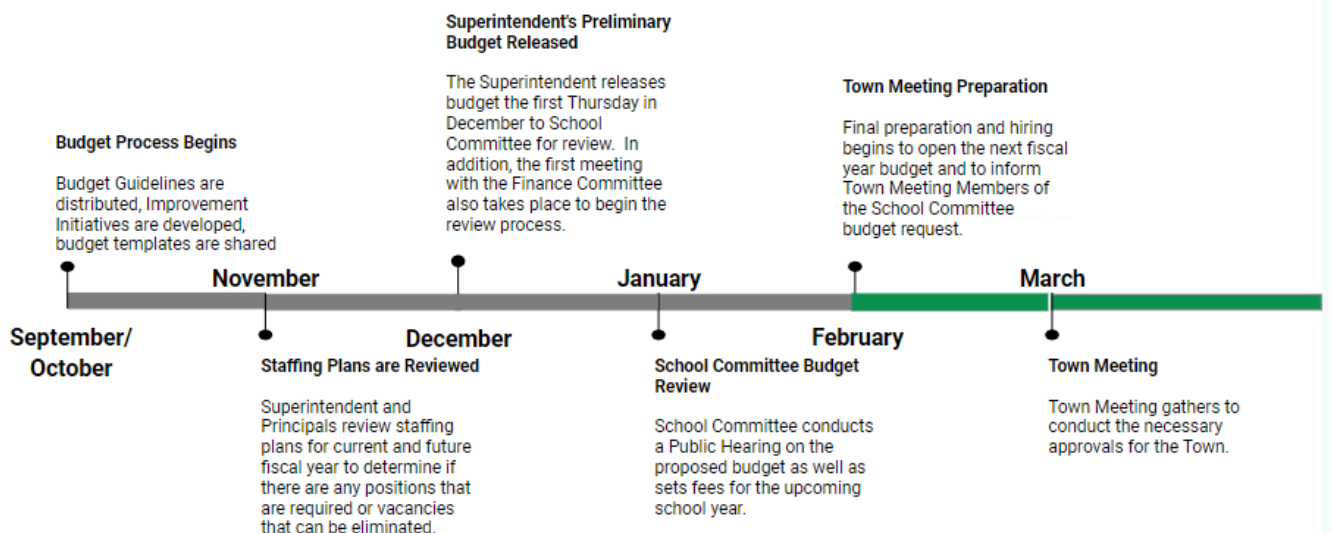 Superintendent's Preliminary
Budget Released
The Superintendent releases
budget the first Thursday in
December to School
Committee for review.  In
addition, the first meeting
with the Finance Committee
also takes place to begin the
review process.
Town Meeting Preparation
Final preparation and hiring
begins to open the next fiscal
year budget and to inform
Town Meeting Members of
the School Committee
budget request.
Budget Process Begins
Budget Guidelines are
distributed, Improvement
Initiatives are developed,
budget templates are shared
November
January
March
September/
October
December
February
Staffing Plans are Reviewed
Superintendent and
Principals review staffing
plans for current and future
fiscal year to determine if
there are any positions that
are required or vacancies
that can be eliminated.
School Committee Budget
Review
School Committee conducts
a Public Hearing on the
proposed budget as well as
sets fees for the upcoming
school year.
Town Meeting
Town Meeting gathers to
conduct the necessary
approvals for the Town.